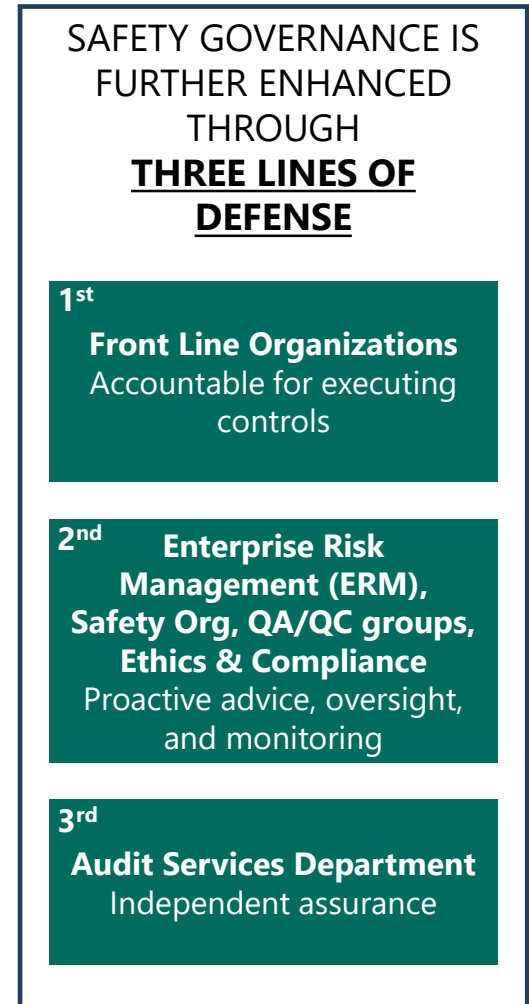 SAFETY GOVERNANCE IS
FURTHER ENHANCED
THROUGH
THREE LINES OF
DEFENSE
1st
Front Line Organizations
Accountable for executing
controls
2nd
Enterprise Risk
Management (ERM),
Safety Org, QA/QC groups,
Ethics & Compliance
Proactive advice, oversight,
and monitoring
3rd
Audit Services Department
Independent assurance